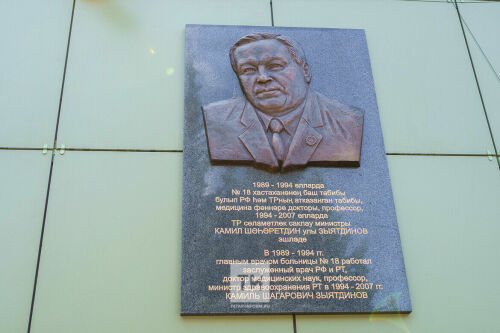 1989 - 1994 елларда
№ 18 хастаханәнең баш табибы
булып РФ һәм ТРның атказанган табибы,
медицина фәннәре докторы, профессор,
1994 - 2007 елларда
ТР сәламәтлек саклау министры
КАМИЛ ШӘҺӘРЕТДИН улы ЗЫЯТДИНОВ
эшләде
В 1989 - 1994 гг.
главным врачом больницы № 18 работал
заслуженный врач РФ и РТ,
доктор медицинских наук, профессор,
министр здравоохранения РТ в 1994 - 2007 гг.
КАМИЛЬ ШАГАРОВИЧ ЗЫЯТДИНОВ